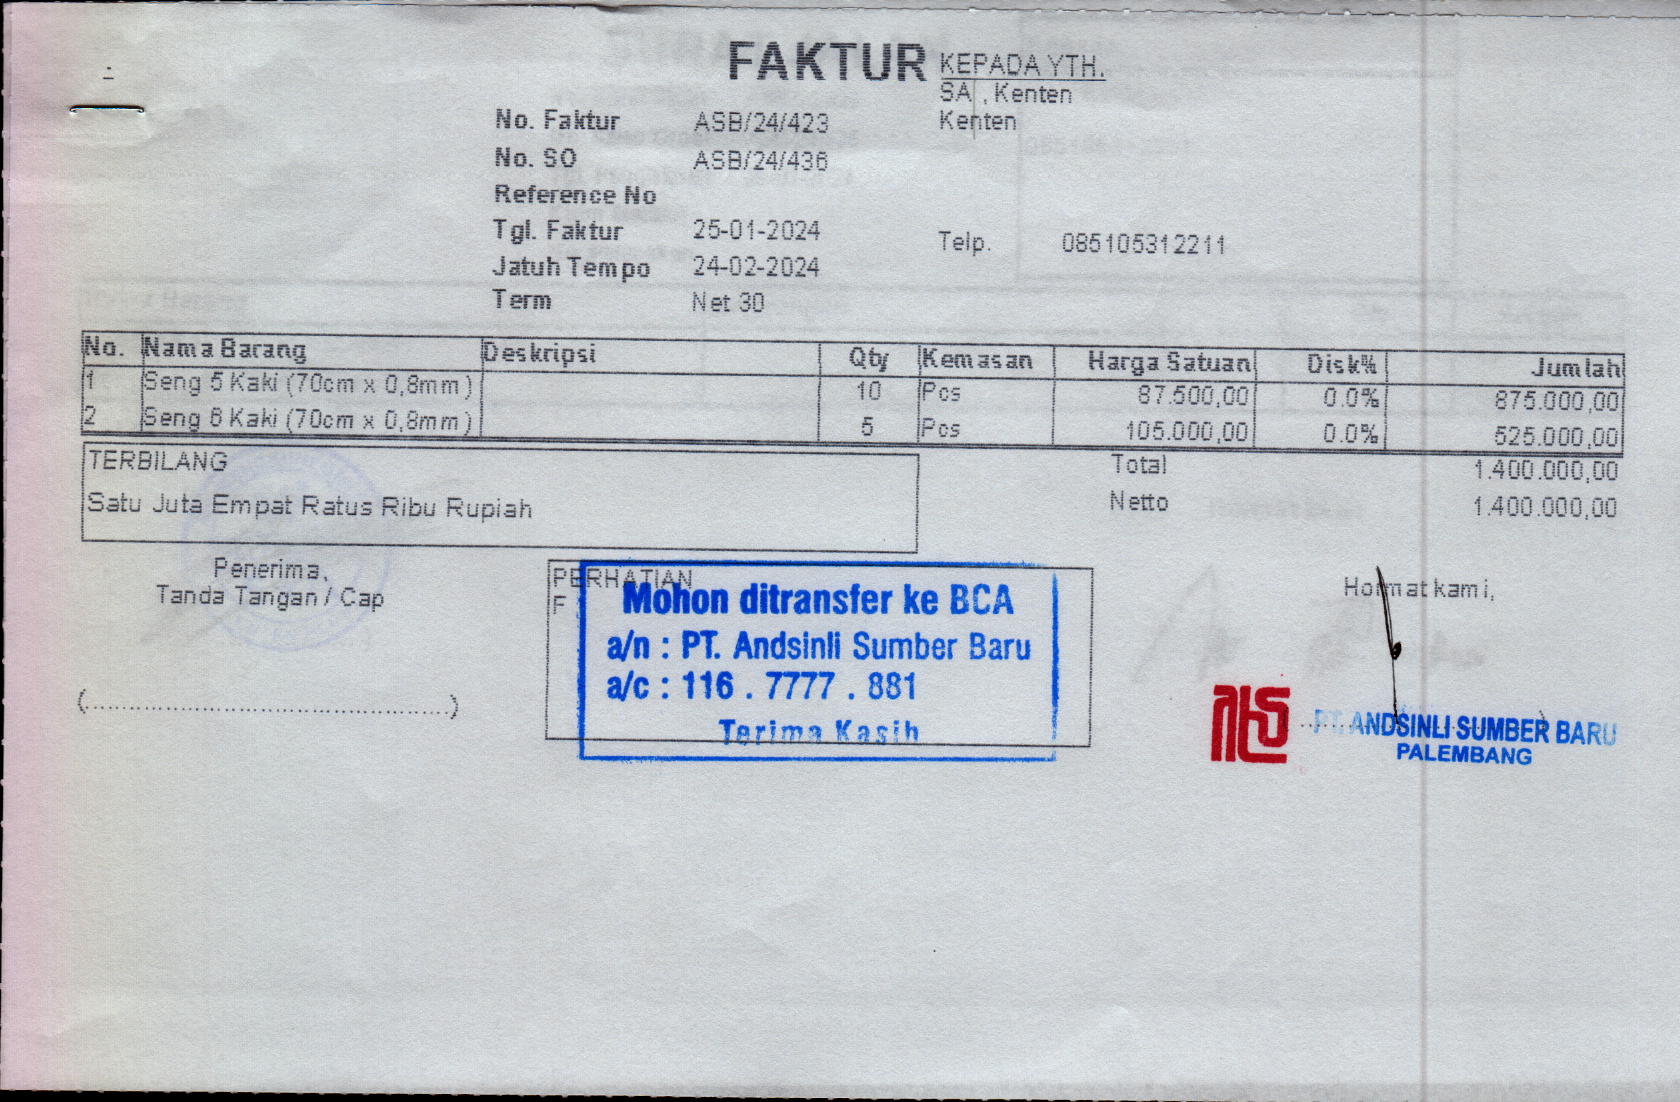 FAKTUR
KEPADA YTH.
SA , Kenten
Kenten
No. Faktur ASB/24/423
No. SO ASB/24/436
Reference No
Tgl. Faktur 25-01-2024
Telp. 085105312211
Jatuh Tempo 24-02-2024
Term Net 30
No. Nama Barang Deskripsi Qty Kemasan Harga Satuan Disk% Jumlah
1 Seng 5 Kaki (70cm x 0,8mm) 10 Pcs 87.500,00 0.0% 875.000,00
2 Seng 6 Kaki (70cm x 0,8mm) 5 Pcs 105.000,00 0.0% 525.000,00
TERBILANG
Satu Juta Empat Ratus Ribu Rupiah
Total 1.400.000,00
Netto 1.400.000,00
Penerima,
Tanda Tangan / Cap
(............................................)
PERHATIAN
F
Mohon ditransfer ke BCA
a/n : PT. Andsinli Sumber Baru
a/c : 116 . 7777 . 881
Terima Kasih
Hormat kami,
PT. ANDSINLI SUMBER BARU
PALEMBANG